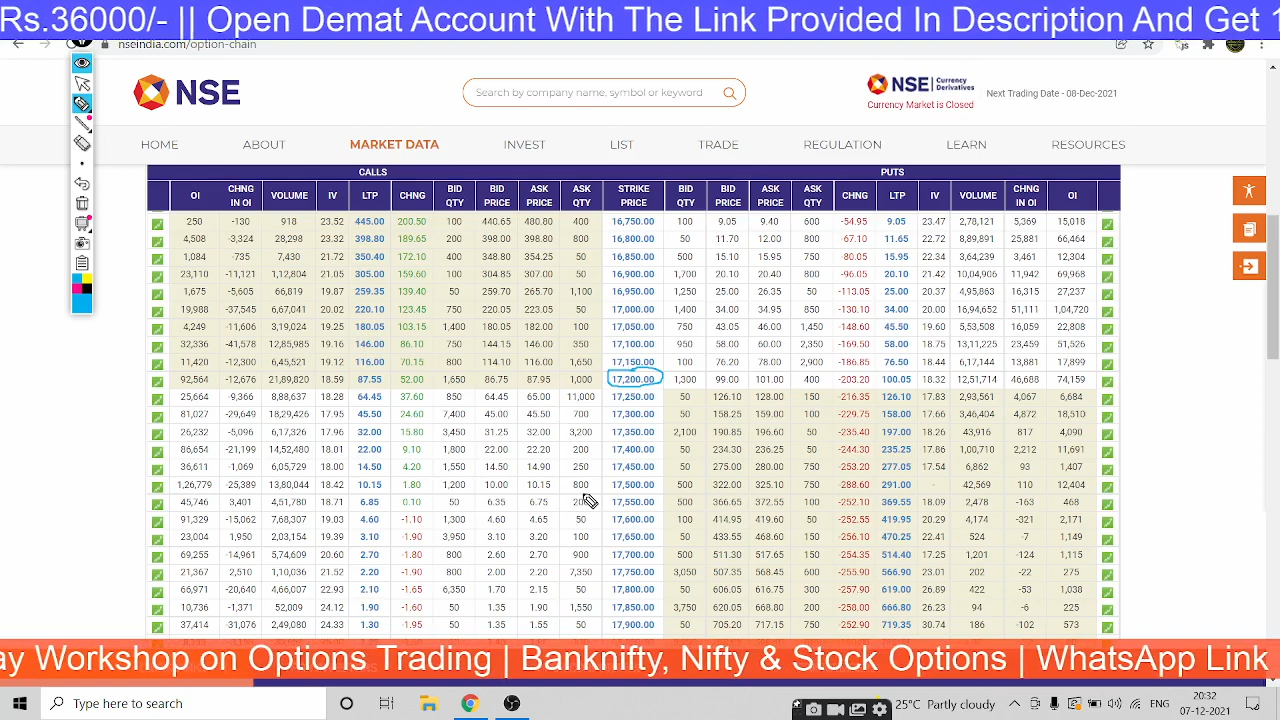 Rs.36000/- || Open Demat Account With The Link Provided In Description And Get
nseindia.com/option-chain
NSE
Search by company name, symbol or keyword
NSE Currency Derivatives
Currency Market is Closed
Next Trading Date - 08-Dec-2021
HOME ABOUT MARKET DATA INVEST LIST TRADE REGULATION LEARN RESOURCES
CALLS PUTS
OI CHNG IN OI VOLUME IV LTP CHNG BID QTY BID PRICE ASK PRICE ASK QTY STRIKE PRICE BID QTY BID PRICE ASK PRICE ASK QTY CHNG LTP IV VOLUME CHNG IN OI OI
250 -130 918 23.52 445.00 200.50 100 440.65 480.80 400 16,750.00 100 9.05 9.40 600 -54.95 9.05 23.47 2,78,121 5,369 15,018
4,508 -3,324 28,298 23.32 398.80 189.65 200 398.00 398.90 800 16,800.00 50 11.70 12.00 800 -67.10 11.65 22.72 8,89,891 25,881 66,464
1,084 -735 7,430 21.72 350.40 172.10 400 348.80 354.25 50 16,850.00 500 15.10 15.95 750 -80.05 15.95 22.34 3,64,239 3,461 12,304
23,110 -11,121 1,12,804 21.05 305.00 159.60 100 304.80 307.00 50 16,900.00 1,700 20.10 20.40 800 -96.05 20.10 21.42 10,04,906 11,942 69,968
1,675 -5,605 66,819 19.87 259.35 139.40 50 259.70 265.70 1,100 16,950.00 1,250 25.00 26.35 50 -113.05 25.00 20.37 4,95,863 16,315 27,237
19,988 -37,545 6,67,041 20.02 220.10 123.45 750 220.05 223.05 50 17,000.00 1,400 34.00 34.95 850 -130.10 34.00 20.02 16,94,652 51,111 1,04,720
4,249 -11,606 3,19,024 19.25 180.05 103.15 1,400 180.05 182.00 100 17,050.00 750 43.05 46.00 1,450 -148.60 45.50 19.60 5,53,508 16,059 22,808
32,336 -41,578 12,85,985 19.16 146.00 86.10 750 144.15 146.00 350 17,100.00 950 58.00 60.00 2,350 -169.50 58.00 18.75 13,11,225 23,459 51,526
11,420 -12,300 6,45,521 19.12 116.00 70.15 800 114.10 116.00 1,650 17,150.00 100 76.20 78.00 2,900 -186.85 76.50 18.44 6,17,144 13,881 17,899
92,564 -12,676 21,89,820 18.59 87.55 52.00 1,650 86.75 87.95 1,000 17,200.00 1,300 99.00 101.00 400 -203.20 100.05 18.32 12,51,714 46,688 74,159
25,664 -9,366 8,88,437 18.28 64.45 37.60 850 64.45 65.00 11,000 17,250.00 50 126.10 128.00 150 -216.35 126.10 17.83 2,93,561 4,067 6,684
81,027 -29,649 18,29,426 17.95 45.50 24.60 7,400 45.00 45.50 700 17,300.00 50 158.25 159.00 100 -229.75 158.00 17.66 3,46,404 4,872 18,510
26,232 -5,096 6,17,326 17.96 32.00 15.80 3,450 31.25 32.00 3,200 17,350.00 2,100 190.85 196.60 50 -235.40 197.00 18.26 43,916 817 4,090
-21,199 14,52,480 18.01 22.00 1,800 22.00 22.20 200 17,400.00 50 234.30 236.25 50 -244.30 235.25 17.86 1,00,710 2,212 11,691
36,611 -1,069 6,05,729 18.00 14.50 4.20 1,550 14.50 14.90 250 17,450.00 50 275.00 280.00 750 -253.20 277.05 17.54 6,862 93 1,407
1,26,779 -25,389 13,80,044 18.42 10.15 1.80 1,200 10.00 10.15 800 17,500.00 500 322.00 325.10 750 -288.60 291.00 - 42,569 110 12,404
45,746 3,401 4,51,780 18.71 6.85 0.10 50 6.35 6.75 17,550.00 500 366.65 372.55 100 -252.10 369.55 18.09 2,478 -163 468
91,329 -15,062 7,68,307 19.03 4.60 -1.10 1,300 4.60 4.65 50 17,600.00 100 414.95 419.60 50 -252.55 419.95 20.29 4,174 -321 2,171
23,004 1,950 2,03,430 19.39 3.10 -1.90 3,950 3.10 3.20 100 17,650.00 50 433.55 468.60 150 -256.10 470.25 22.41 524 -7 1,149
69,255 -14,961 5,74,609 20.60 2.70 -1.80 800 2.60 2.70 900 17,700.00 500 511.30 517.65 150 -254.35 514.40 17.25 1,201 -124 1,115
21,367 2,510 1,10,036 21.52 2.20 -1.90 800 2.00 2.20 7,350 17,750.00 3,050 507.35 568.45 100 -255.90 566.90 23.01 202 -22 275
66,971 -20,640 4,66,007 22.93 2.10 -1.65 6,350 1.70 2.15 50 17,800.00 50 606.05 616.75 300 -257.90 619.00 26.89 422 -53 1,038
10,736 -1,371 52,009 24.12 1.90 -1.60 50 1.35 1.90 1,550 17,850.00 3,750 620.05 668.80 200 -258.00 666.80 26.23 94 -6 225
37,414 -31,076 2,49,080 24.33 1.30 -1.95 50 1.35 1.55 50 17,900.00 50 705.20 717.15 750 -252.90 719.35 30.74 186 -102 573
ay Workshop on Options Trading | Banknifty, Nifty & Stock Options | WhatsApp Link
Type here to search
25°C Partly cloudy
ENG
20:32
07-12-2021